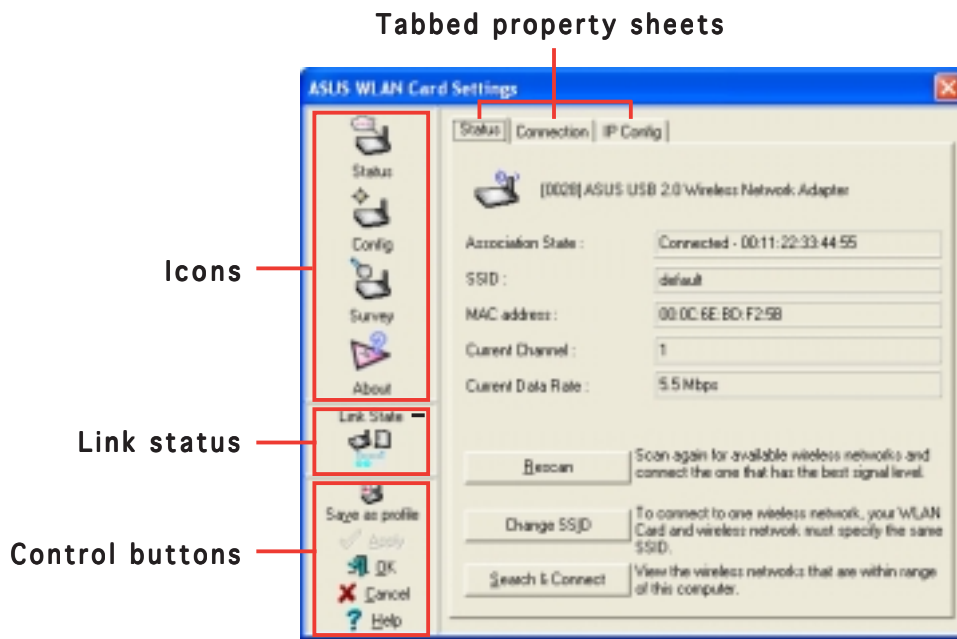 Tabbed property sheets
ASUS WLAN Card Settings
Status
Config
Survey
About
Link State
Save as profile
Apply
OK
Cancel
Help
Icons
Link status
Control buttons
Status Connection IP Config
[0028] ASUS USB 2.0 Wireless Network Adapter
Association State : Connected - 00:11:22:33:44:55
SSID : default
MAC address : 00:0C:6E:BD:F2:5B
Current Channel : 1
Current Data Rate : 5.5 Mbps
Rescan
Scan again for available wireless networks and
connect the one that has the best signal level.
Change SSID
To connect to one wireless network, your WLAN
Card and wireless network must specify the same
SSID.
Search & Connect
View the wireless networks that are within range
of this computer.